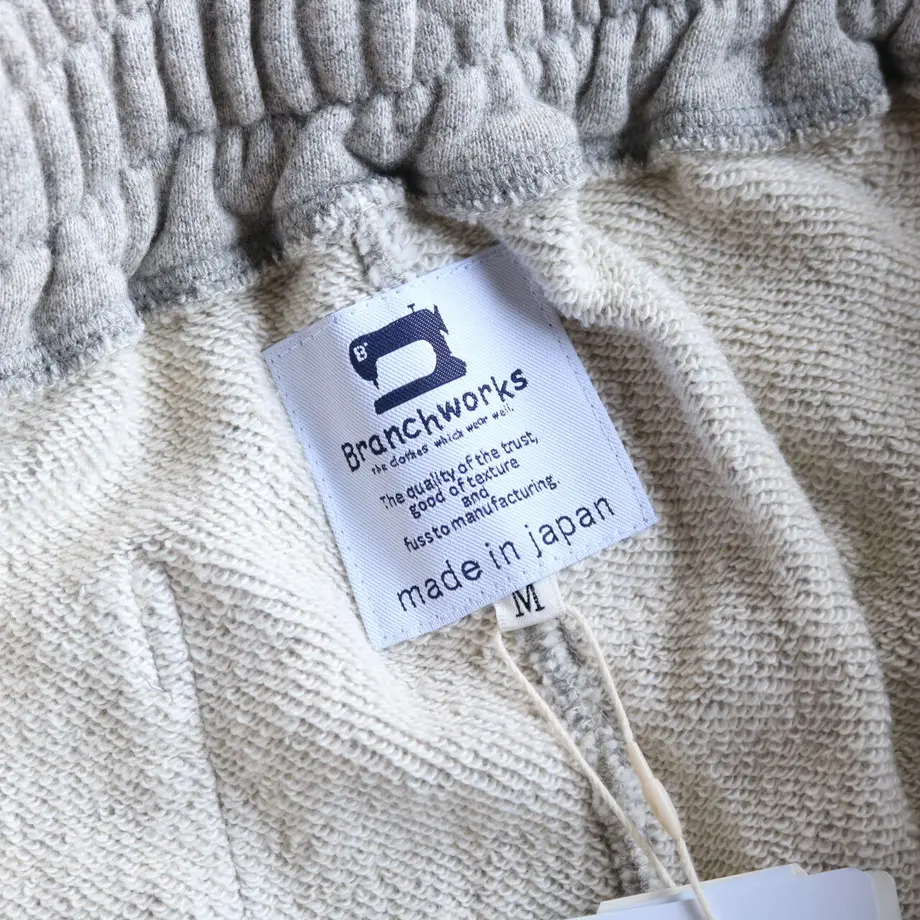 B
Branchworks
the clothes which wear well.
The quality of the trust,
good of texture
and
fuss to manufacturing.
made in japan
M